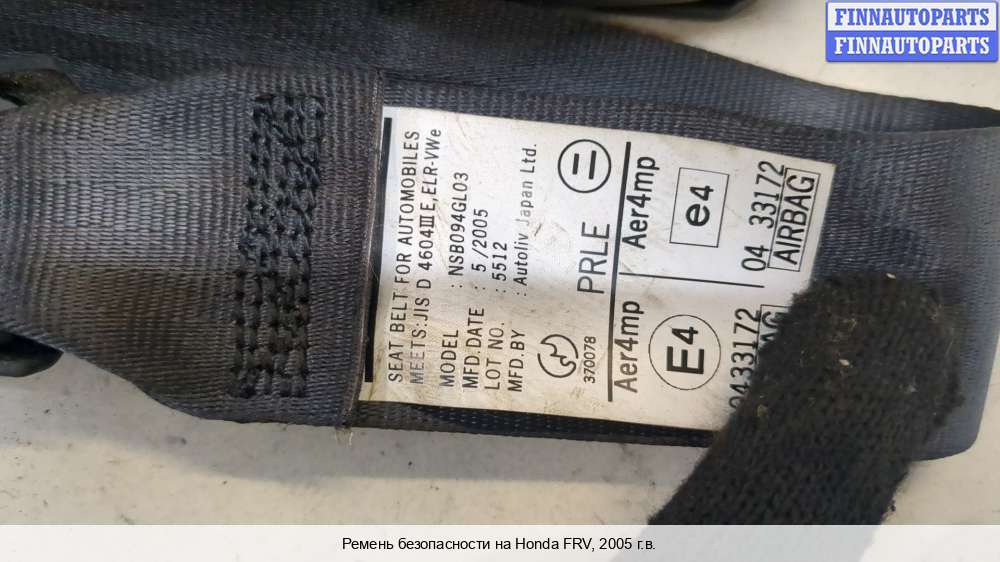 FINNAUTOPARTS
FINNAUTOPARTS
SEAT BELT FOR AUTOMOBILES
MEETS:JIS D 4604III E,ELR-VWe
MODEL : NSB094GL03
MFD.DATE : 5/2005
LOT NO. : 5512
MFD.BY : Autoliv Japan Ltd.
370078
PRLE
Aer4mp
Aer4mp
E4
e4
0433172
04 33172
AIRBAG
Ремень безопасности на Honda FRV, 2005 г.в.